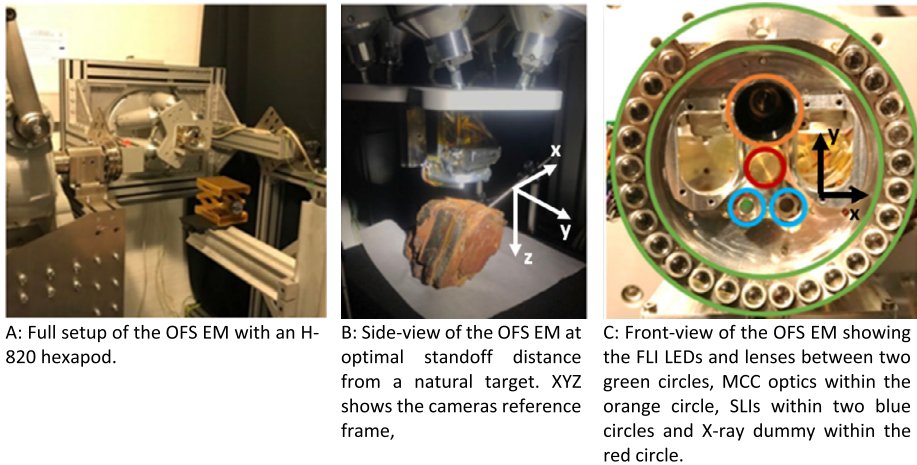 x
y
z
y
x
A: Full setup of the OFS EM with an H-
820 hexapod.
B: Side-view of the OFS EM at
optimal standoff distance
from a natural target. XYZ
shows the cameras reference
frame,
C: Front-view of the OFS EM showing
the FLI LEDs and lenses between two
green circles, MCC optics within the
orange circle, SLIs within two blue
circles and X-ray dummy within the
red circle.